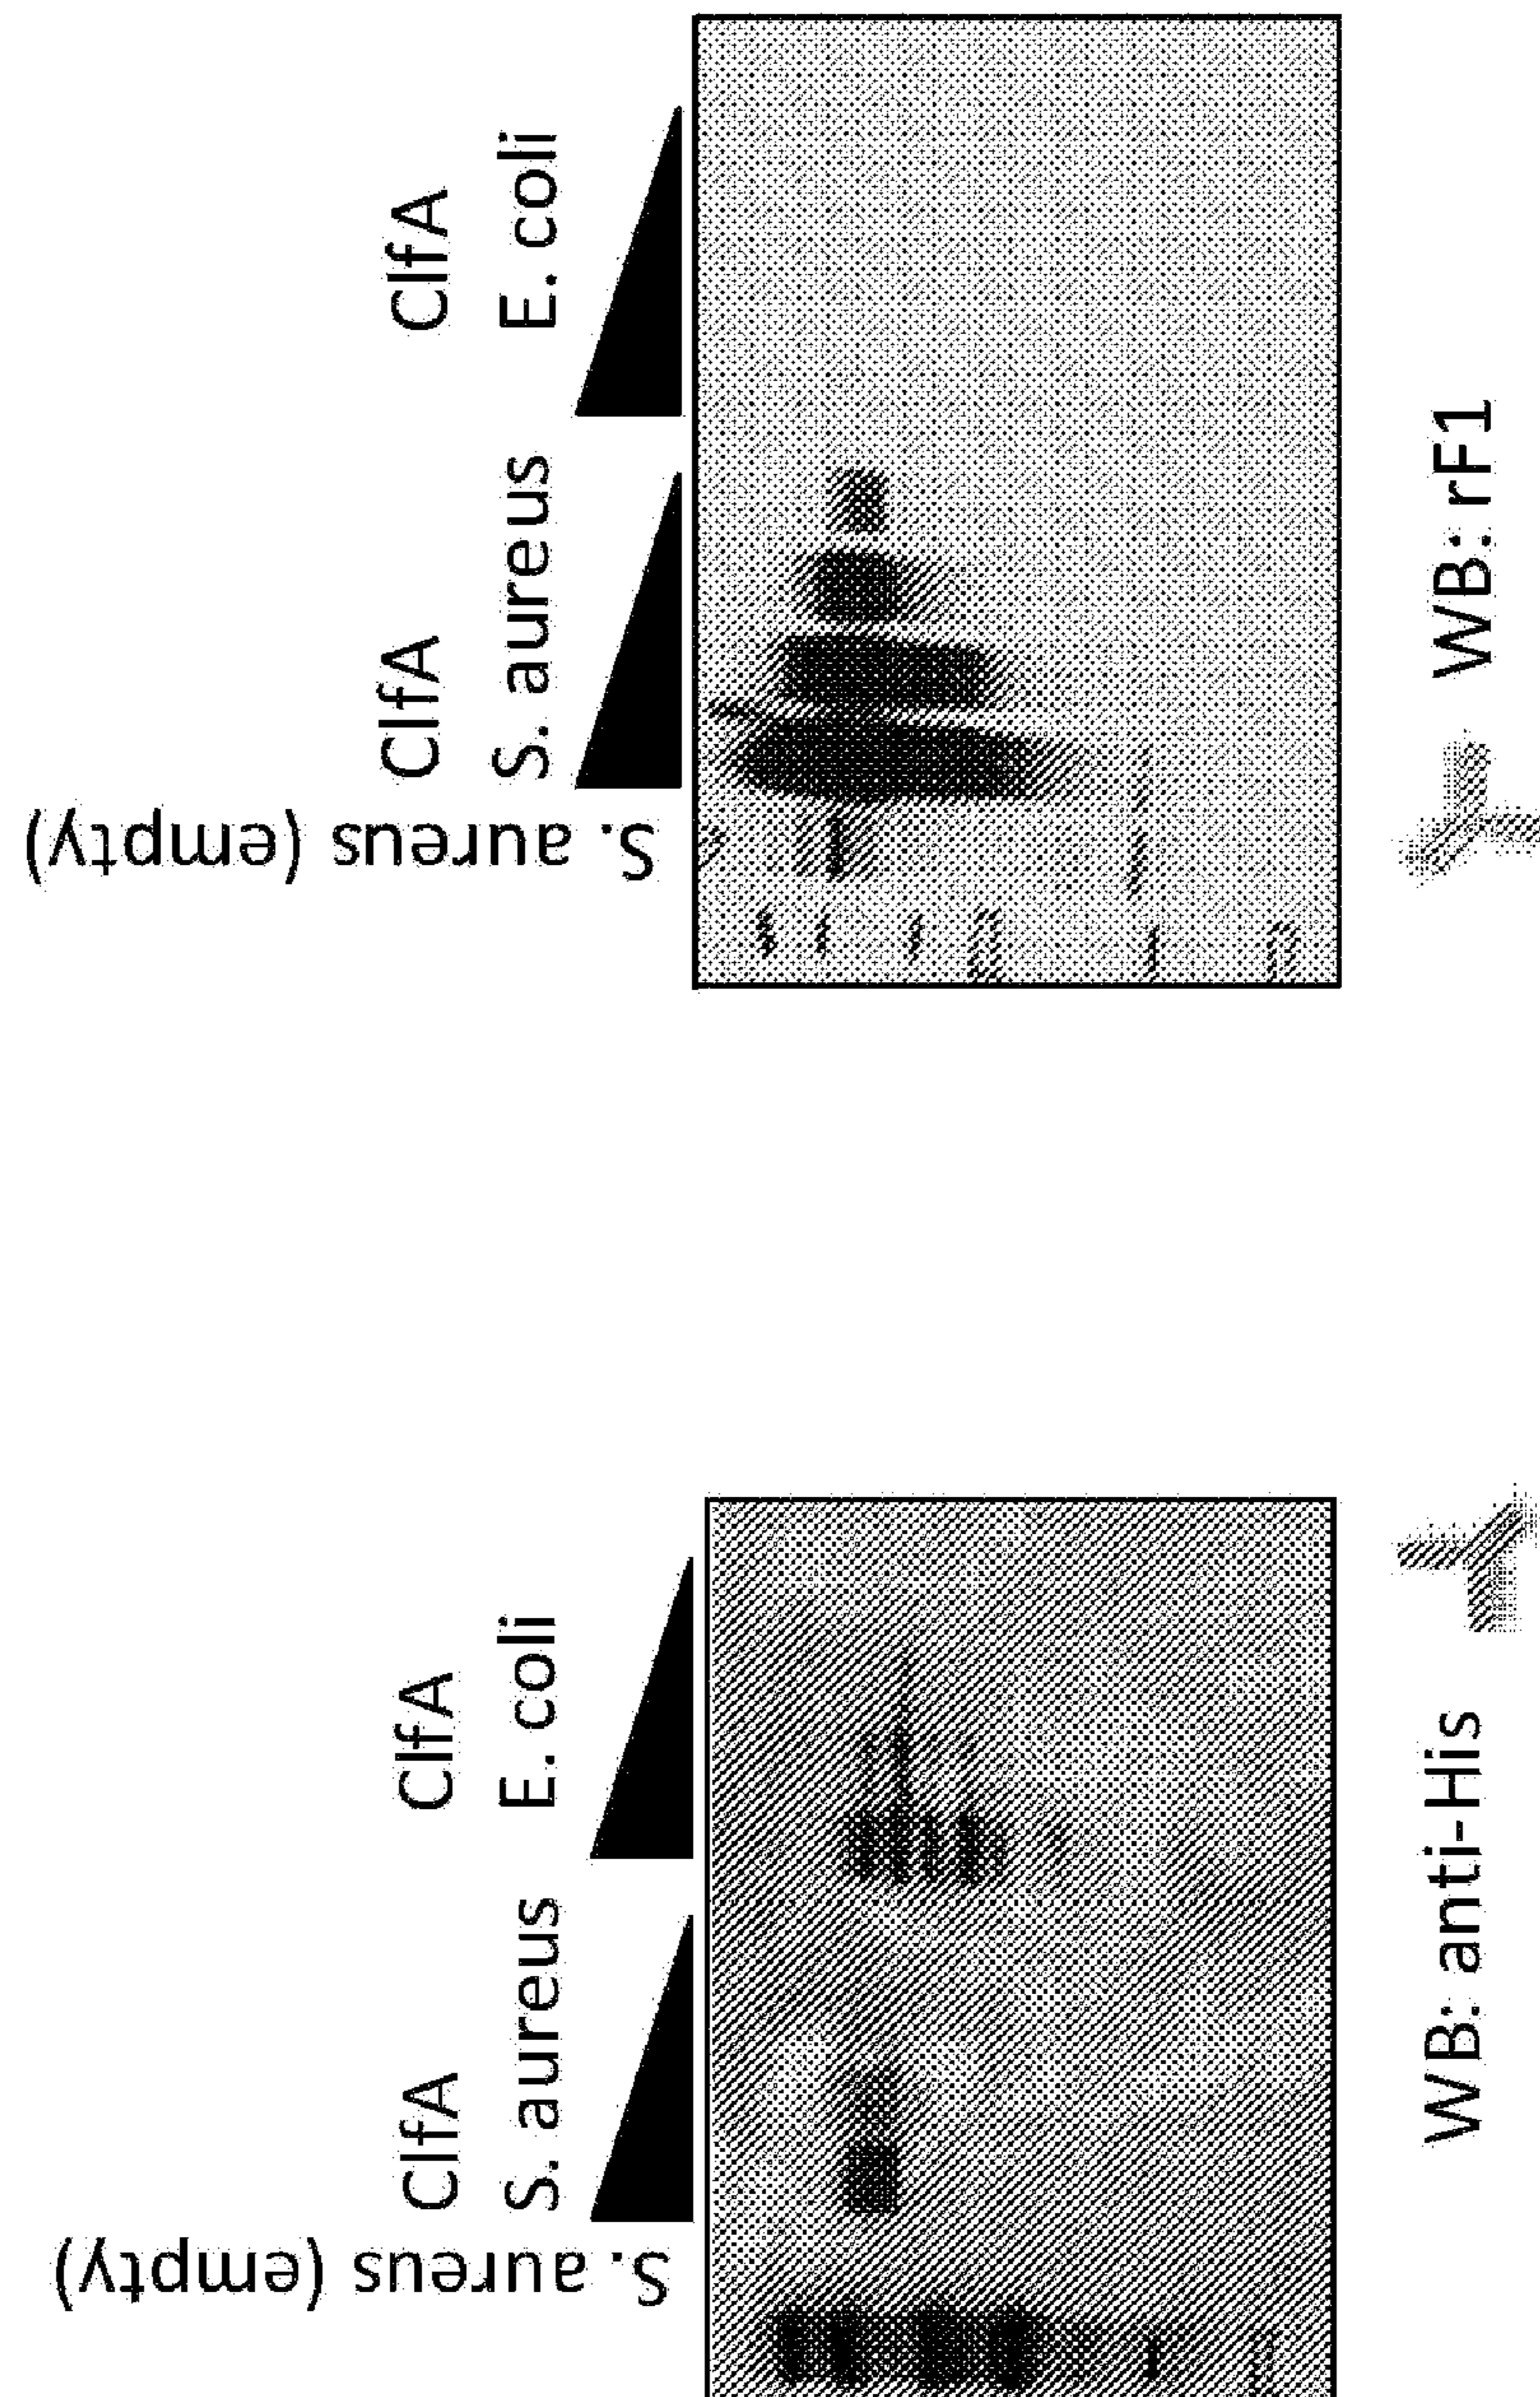 S. aureus (empty)
ClfA
S. aureus
ClfA
E. coli
WB: anti-His
S. aureus (empty)
ClfA
S. aureus
ClfA
E. coli
WB: rF1